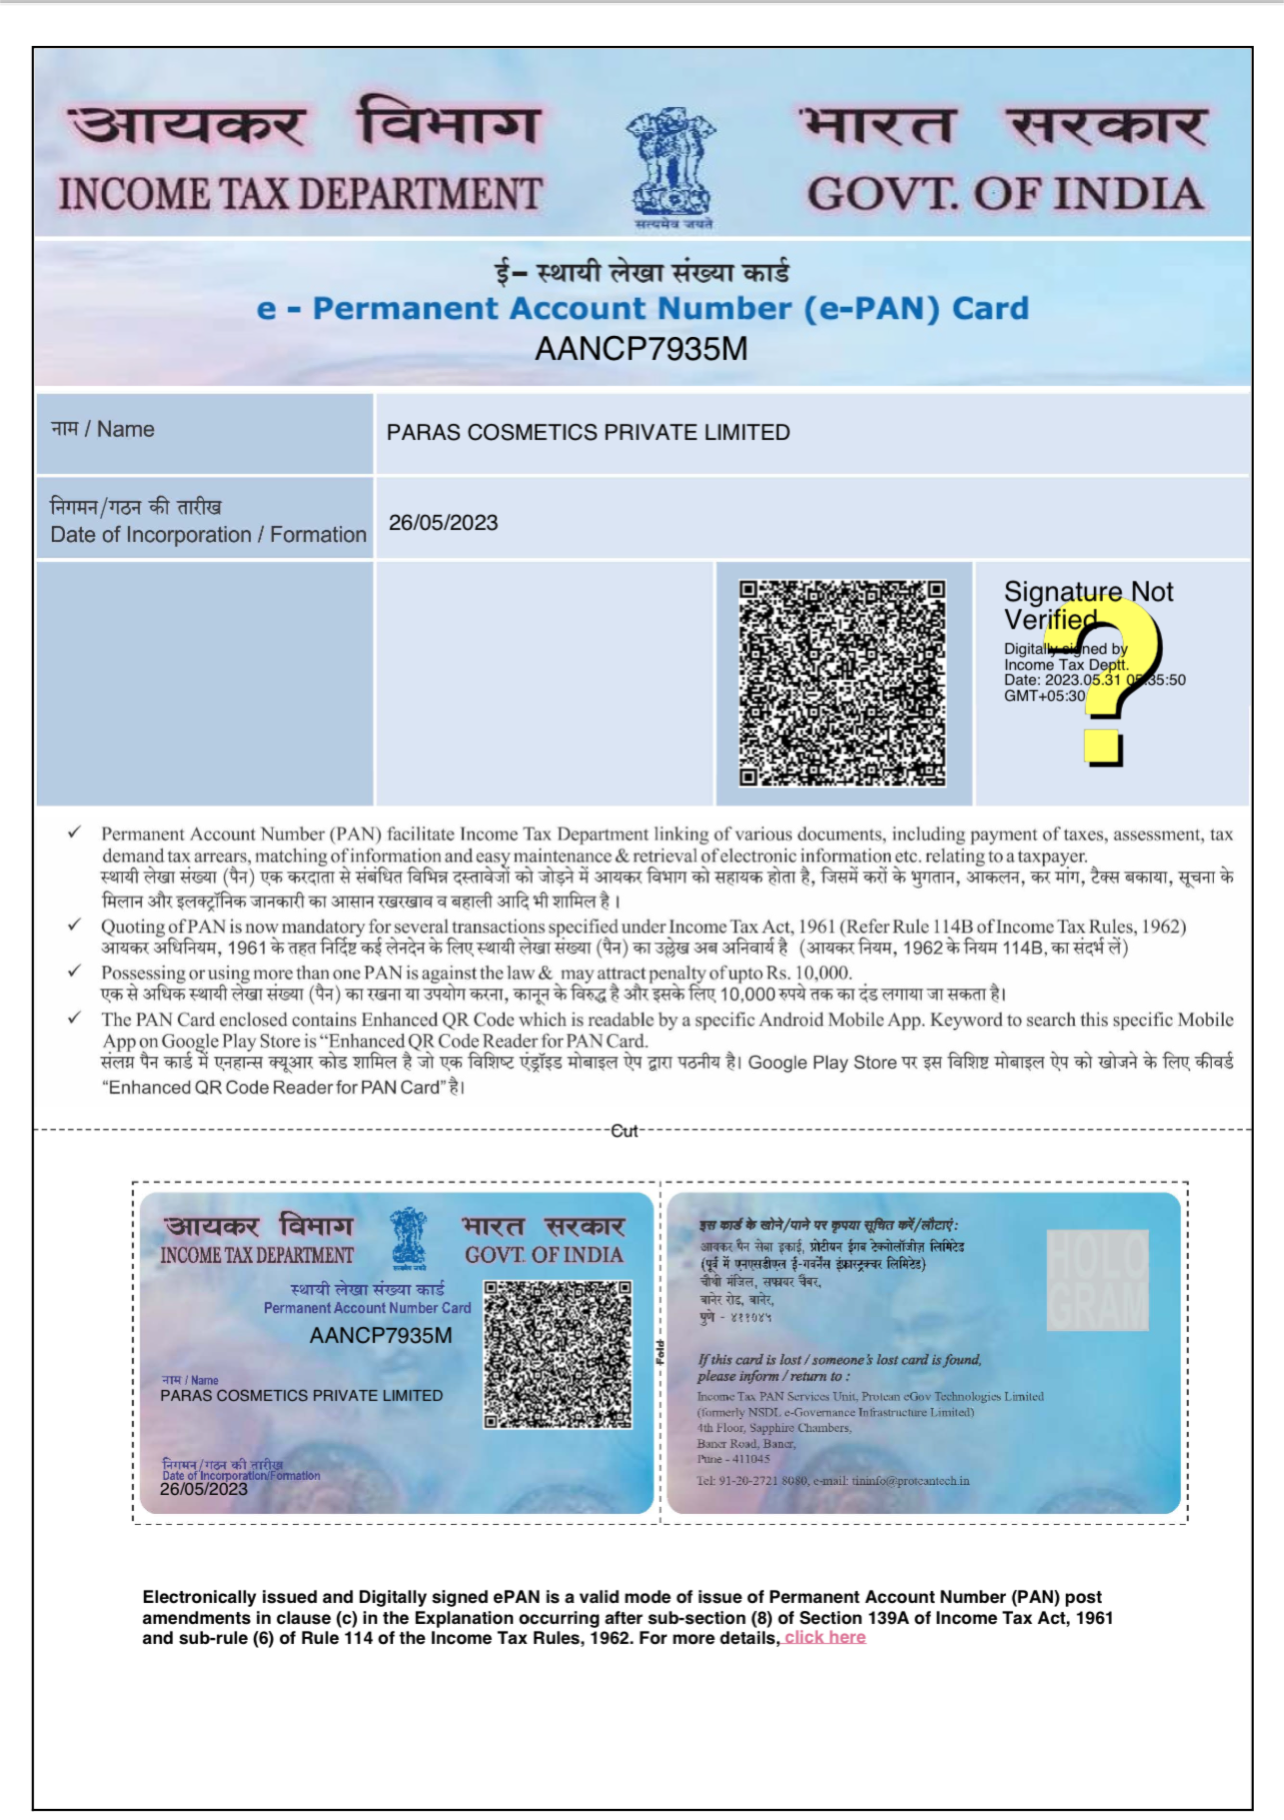 आयकर विभाग
भारत सरकार
INCOME TAX DEPARTMENT
GOVT. OF INDIA
सत्यमेव जयते
ई– स्थायी लेखा संख्या कार्ड
e - Permanent Account Number (e-PAN) Card
AANCP7935M
नाम / Name
PARAS COSMETICS PRIVATE LIMITED
निगमन/गठन की तारीख
Date of Incorporation / Formation
26/05/2023
Signature Not
Verified
Digitally signed by
Income Tax Deptt.
Date: 2023.05.31 05:35:50
GMT+05:30
?
✓ Permanent Account Number (PAN) facilitate Income Tax Department linking of various documents, including payment of taxes, assessment, tax
demand tax arrears, matching of information and easy maintenance & retrieval of electronic information etc. relating to a taxpayer.
स्थायी लेखा संख्या (पैन) एक करदाता से संबंधित विभिन्न दस्तावेजों को जोड़ने में आयकर विभाग को सहायक होता है, जिसमें करों के भुगतान, आकलन, कर मांग, टैक्स बकाया, सूचना के
मिलान और इलक्ट्रॉनिक जानकारी का आसान रखरखाव व बहाली आदि भी शामिल है ।
✓ Quoting of PAN is now mandatory for several transactions specified under Income Tax Act, 1961 (Refer Rule 114B of Income Tax Rules, 1962)
आयकर अधिनियम, 1961 के तहत निर्दिष्ट कई लेनदेन के लिए स्थायी लेखा संख्या (पैन) का उल्लेख अब अनिवार्य है (आयकर नियम, 1962 के नियम 114B, का संदर्भ लें)
✓ Possessing or using more than one PAN is against the law & may attract penalty of upto Rs. 10,000.
एक से अधिक स्थायी लेखा संख्या (पैन) का रखना या उपयोग करना, कानून के विरुद्ध है और इसके लिए 10,000 रुपये तक का दंड लगाया जा सकता है।
✓ The PAN Card enclosed contains Enhanced QR Code which is readable by a specific Android Mobile App. Keyword to search this specific Mobile
App on Google Play Store is “Enhanced QR Code Reader for PAN Card.
संलग्न पैन कार्ड में एनहान्स क्यूआर कोड शामिल है जो एक विशिष्ट एंड्रॉइड मोबाइल ऐप द्वारा पठनीय है। Google Play Store पर इस विशिष्ट मोबाइल ऐप को खोजने के लिए कीवर्ड
“Enhanced QR Code Reader for PAN Card” है।
Cut
आयकर विभाग
भारत सरकार
INCOME TAX DEPARTMENT
GOVT. OF INDIA
सत्यमेव जयते
स्थायी लेखा संख्या कार्ड
Permanent Account Number Card
AANCP7935M
नाम / Name
PARAS COSMETICS PRIVATE LIMITED
निगमन/गठन की तारीख
Date of Incorporation/Formation
26/05/2023
Fold
इस कार्ड के खोने/पाने पर कृपया सूचित करें/लौटाएं:
आयकर पैन सेवा इकाई, प्रोटीयन ईगव टेक्नोलॉजीज़ लिमिटेड
(पूर्व में एनएसडीएल ई-गवर्नेंस इंफ्रास्ट्रक्चर लिमिटेड)
चौथी मंजिल, सफायर चैंबर,
बानेर रोड, बानेर,
पुणे - ४११०४५
HOLO
GRAM
If this card is lost / someone's lost card is found,
please inform / return to :
Income Tax PAN Services Unit, Protean eGov Technologies Limited
(formerly NSDL e-Governance Infrastructure Limited)
4th Floor, Sapphire Chambers,
Baner Road, Baner,
Pune - 411045
Tel: 91-20-2721 8080, e-mail: tininfo@proteantech.in
Electronically issued and Digitally signed ePAN is a valid mode of issue of Permanent Account Number (PAN) post
amendments in clause (c) in the Explanation occurring after sub-section (8) of Section 139A of Income Tax Act, 1961
and sub-rule (6) of Rule 114 of the Income Tax Rules, 1962. For more details, click here